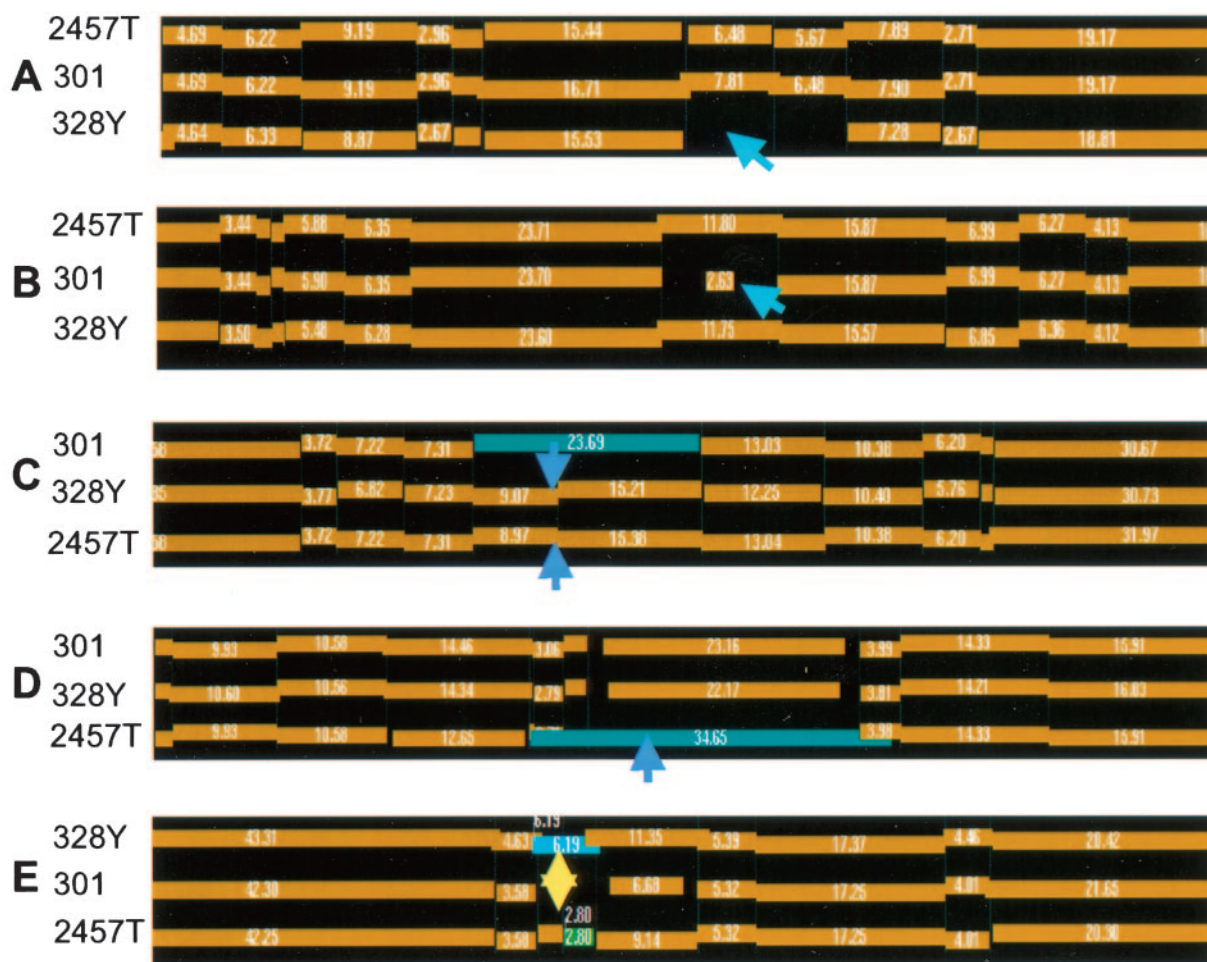 A
2457T 4.69 6.22 9.19 2.96 15.44 6.48 5.67 7.89 2.71 19.17
301 4.69 6.22 9.19 2.96 16.71 7.81 6.48 7.90 2.71 19.17
328Y 4.64 6.33 8.87 2.67 15.53 7.28 2.67 18.81
B
2457T 3.44 5.88 6.35 23.71 11.80 15.87 6.99 6.27 4.13
301 3.44 5.90 6.35 23.70 2.63 15.87 6.99 6.27 4.13
328Y 3.50 5.48 6.28 23.60 11.75 15.57 6.85 6.36 4.12
C
301 3.72 7.22 7.31 23.69 13.03 10.38 6.20 30.67
328Y 3.77 6.82 7.23 9.07 15.21 12.25 10.40 5.76 30.73
2457T 3.72 7.22 7.31 8.97 15.38 13.04 10.38 6.20 31.97
D
301 9.93 10.58 14.46 3.06 23.16 3.99 14.33 15.91
328Y 10.60 10.56 14.34 2.79 22.17 3.81 14.21 16.03
2457T 9.93 10.58 12.65 34.65 3.98 14.33 15.91
E
6.19
328Y 43.31 4.63 6.19 11.35 5.39 17.37 4.46 20.42
301 42.30 3.58 6.68 5.32 17.25 4.01 21.65
2.80
2457T 42.25 3.58 2.80 9.14 5.32 17.25 4.01 20.30